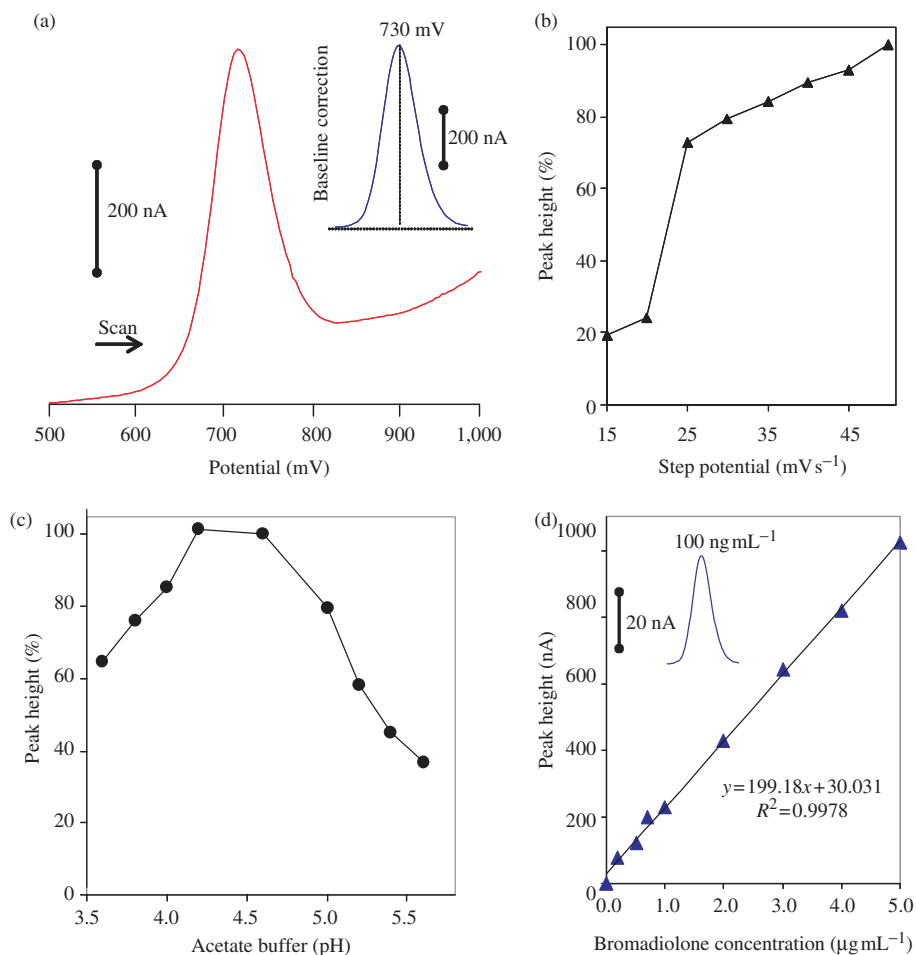 (a)
730 mV
Baseline correction
200 nA
200 nA
Scan
500 600 700 800 900 1,000
Potential (mV)
(b)
100
80
60
40
20
0
Peak height (%)
15 25 35 45
Step potential (mV s⁻¹)
(c)
100
80
60
40
20
0
Peak height (%)
3.5 4.0 4.5 5.0 5.5
Acetate buffer (pH)
(d)
1000
800
600
400
200
0
Peak height (nA)
100 ng mL⁻¹
20 nA
y=199.18x+30.031
R²=0.9978
0.0 1.0 2.0 3.0 4.0 5.0
Bromadiolone concentration (µg mL⁻¹)